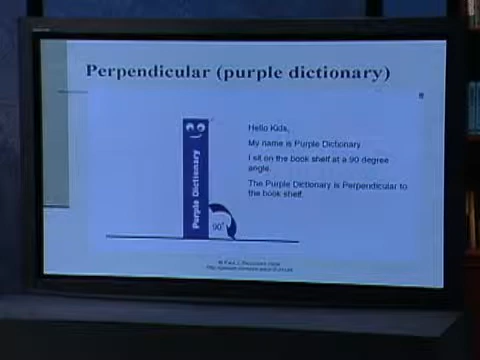 Perpendicular (purple dictionary)
Hello Kids,
My name is Purple Dictionary
I sit on the book shelf at a 90 degree
angle.
The Purple Dictionary is Perpendicular to
the book shelf.
Purple Dictionary
90°